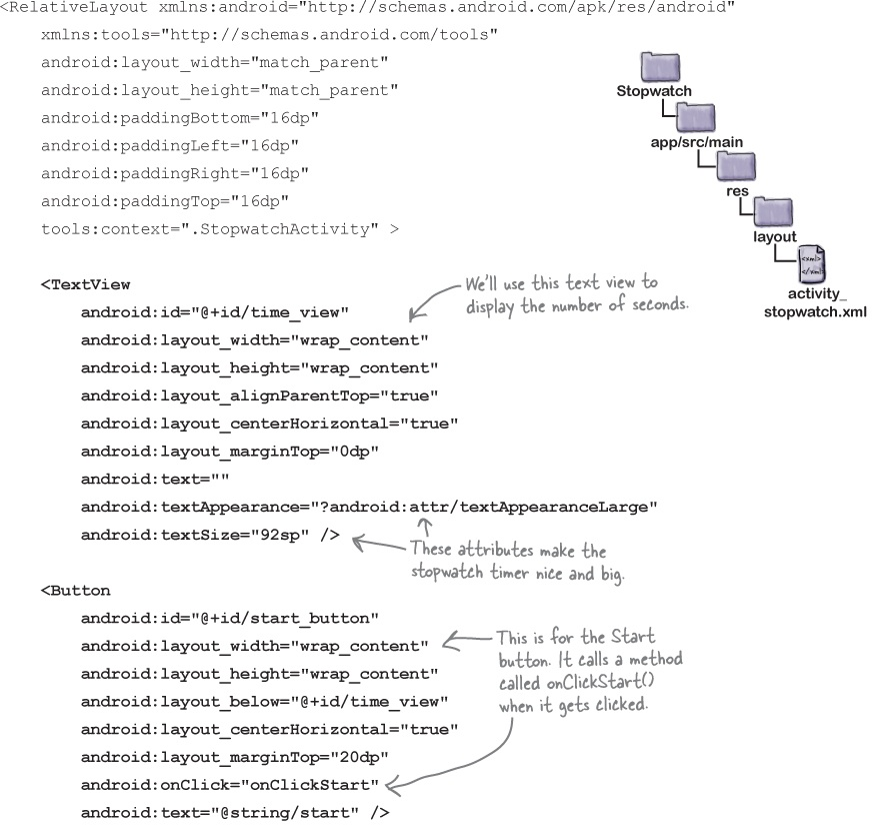 <RelativeLayout xmlns:android="http://schemas.android.com/apk/res/android"
xmlns:tools="http://schemas.android.com/tools"
android:layout_width="match_parent"
android:layout_height="match_parent"
android:paddingBottom="16dp"
android:paddingLeft="16dp"
android:paddingRight="16dp"
android:paddingTop="16dp"
tools:context=".StopwatchActivity" >
Stopwatch
app/src/main
res
layout
<xml>
</xml>
activity_
stopwatch.xml
<TextView
android:id="@+id/time_view"
android:layout_width="wrap_content"
android:layout_height="wrap_content"
android:layout_alignParentTop="true"
android:layout_centerHorizontal="true"
android:layout_marginTop="0dp"
android:text=""
android:textAppearance="?android:attr/textAppearanceLarge"
android:textSize="92sp" />
We'll use this text view to
display the number of seconds.
These attributes make the
stopwatch timer nice and big.
<Button
android:id="@+id/start_button"
android:layout_width="wrap_content"
android:layout_height="wrap_content"
android:layout_below="@+id/time_view"
android:layout_centerHorizontal="true"
android:layout_marginTop="20dp"
android:onClick="onClickStart"
android:text="@string/start" />
This is for the Start
button. It calls a method
called onClickStart()
when it gets clicked.